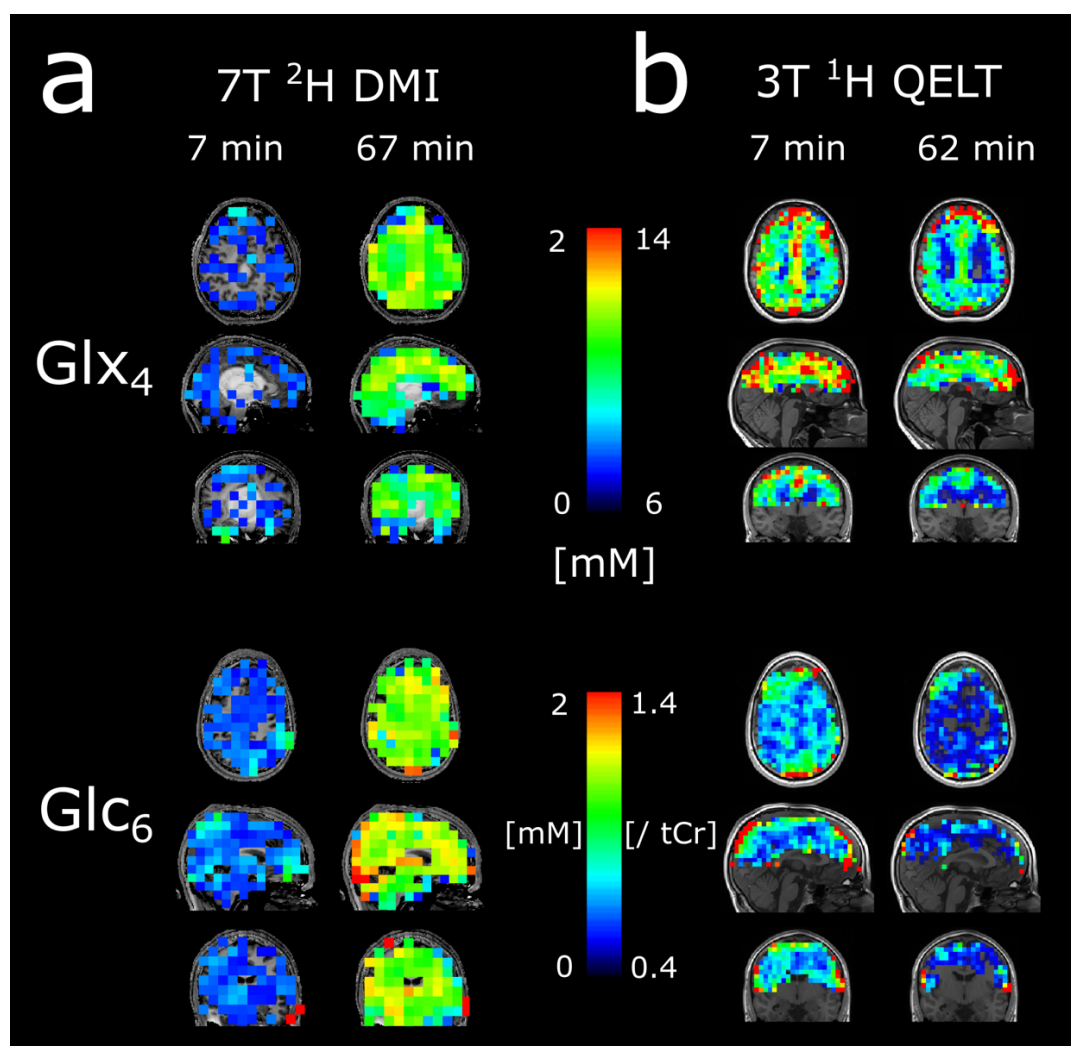 a
7T ²H DMI
7 min 67 min
b
3T ¹H QELT
7 min 62 min
Glx₄
2 14
0 6
[mM]
Glc₆
2 1.4
[mM] [/ tCr]
0 0.4